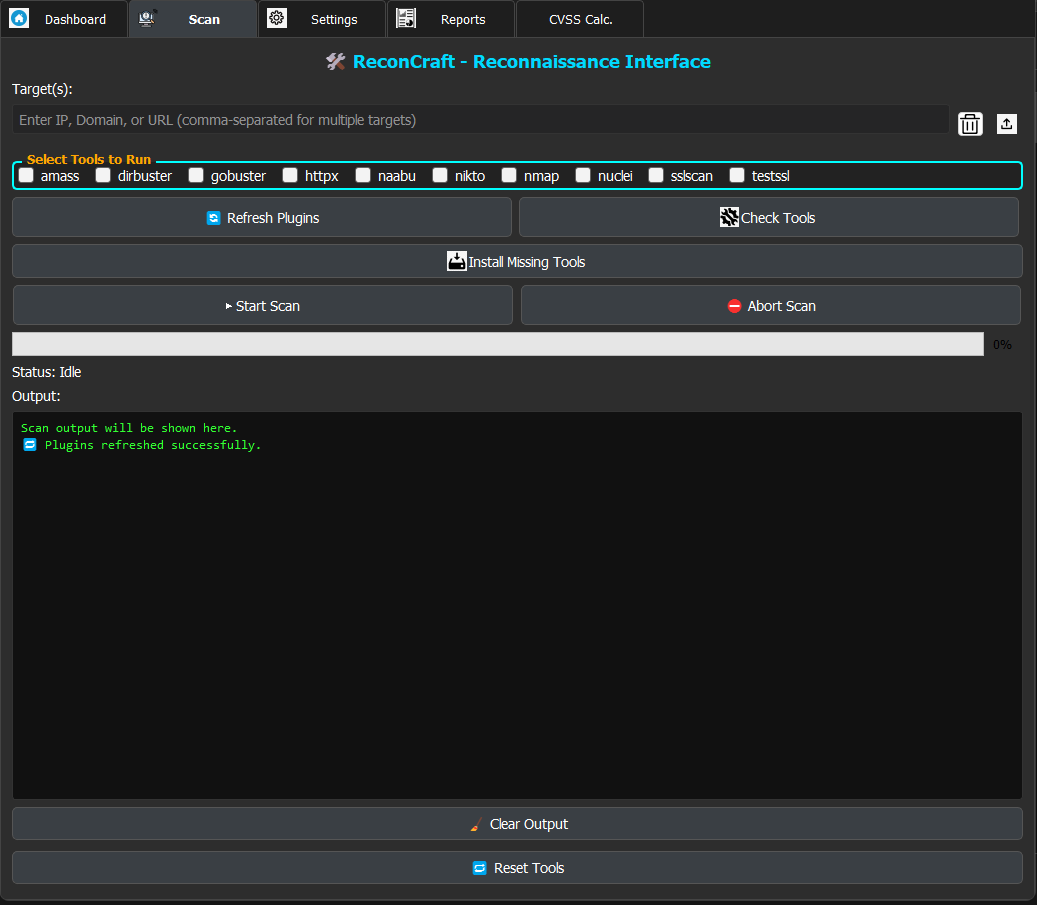 Dashboard Scan Settings Reports CVSS Calc.
ReconCraft - Reconnaissance Interface
Target(s):
Enter IP, Domain, or URL (comma-separated for multiple targets)
Select Tools to Run
amass dirbuster gobuster httpx naabu nikto nmap nuclei sslscan testssl
Refresh Plugins Check Tools
Install Missing Tools
Start Scan Abort Scan
0%
Status: Idle
Output:
Scan output will be shown here.
Plugins refreshed successfully.
Clear Output
Reset Tools